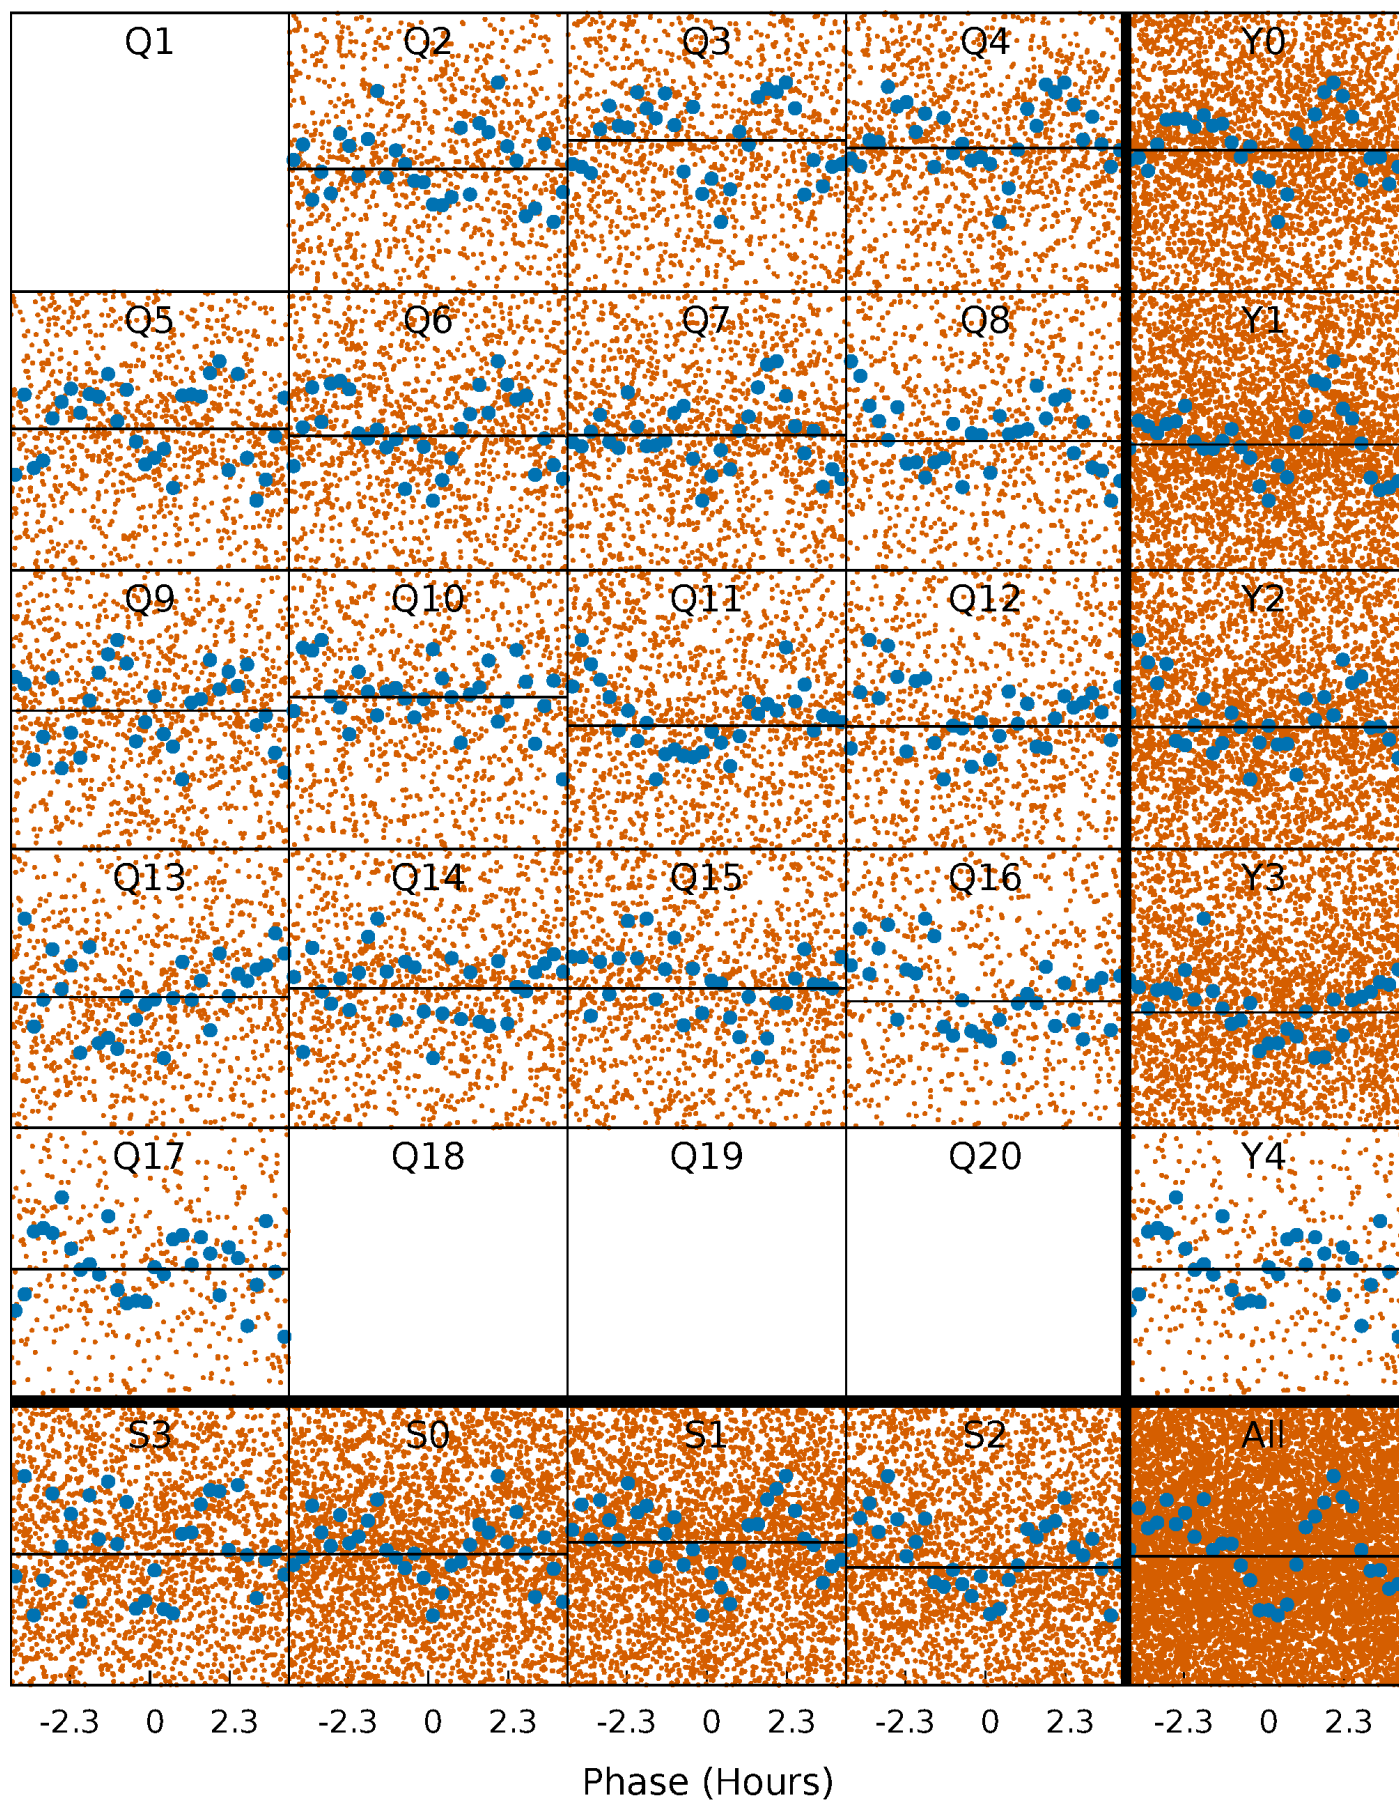 Q1 Q2 Q3 Q4 Y0
Q5 Q6 Q7 Q8 Y1
Q9 Q10 Q11 Q12 Y2
Q13 Q14 Q15 Q16 Y3
Q17 Q18 Q19 Q20 Y4
S3 S0 S1 S2 All
-2.3 0 2.3 -2.3 0 2.3 -2.3 0 2.3 -2.3 0 2.3 -2.3 0 2.3
Phase (Hours)